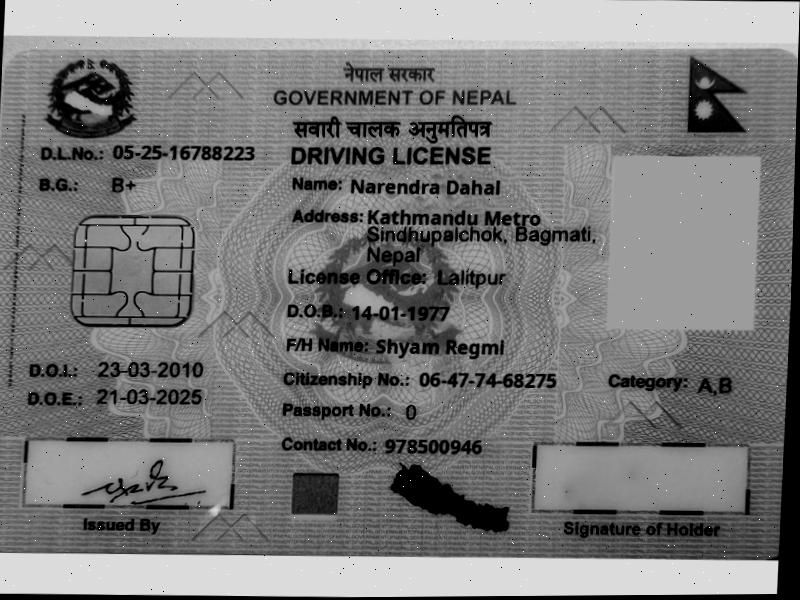 नेपाल सरकार
GOVERNMENT OF NEPAL
सवारी चालक अनुमतिपत्र
DRIVING LICENSE
D.L.No.: 05-25-16788223
B.G.: B+
Name: Narendra Dahal
Address: Kathmandu Metro
Sindhupalchok, Bagmati,
Nepal
License Office: Lalitpur
D.O.B.: 14-01-1977
F/H Name: Shyam Regmi
D.O.I.: 23-03-2010
Citizenship No.: 06-47-74-68275
Category: A,B
D.O.E.: 21-03-2025
Passport No.: 0
Contact No.: 978500946
Issued By
Signature of Holder